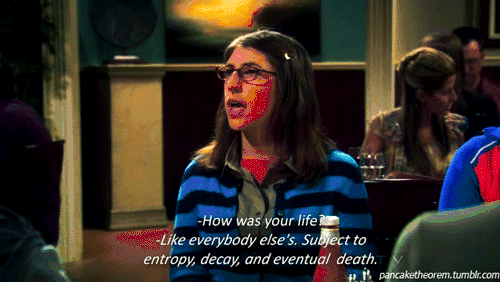 -How was your life?
-Like everybody else's. Subject to
entropy, decay, and eventual death.
pancaketheorem.tumblr.com